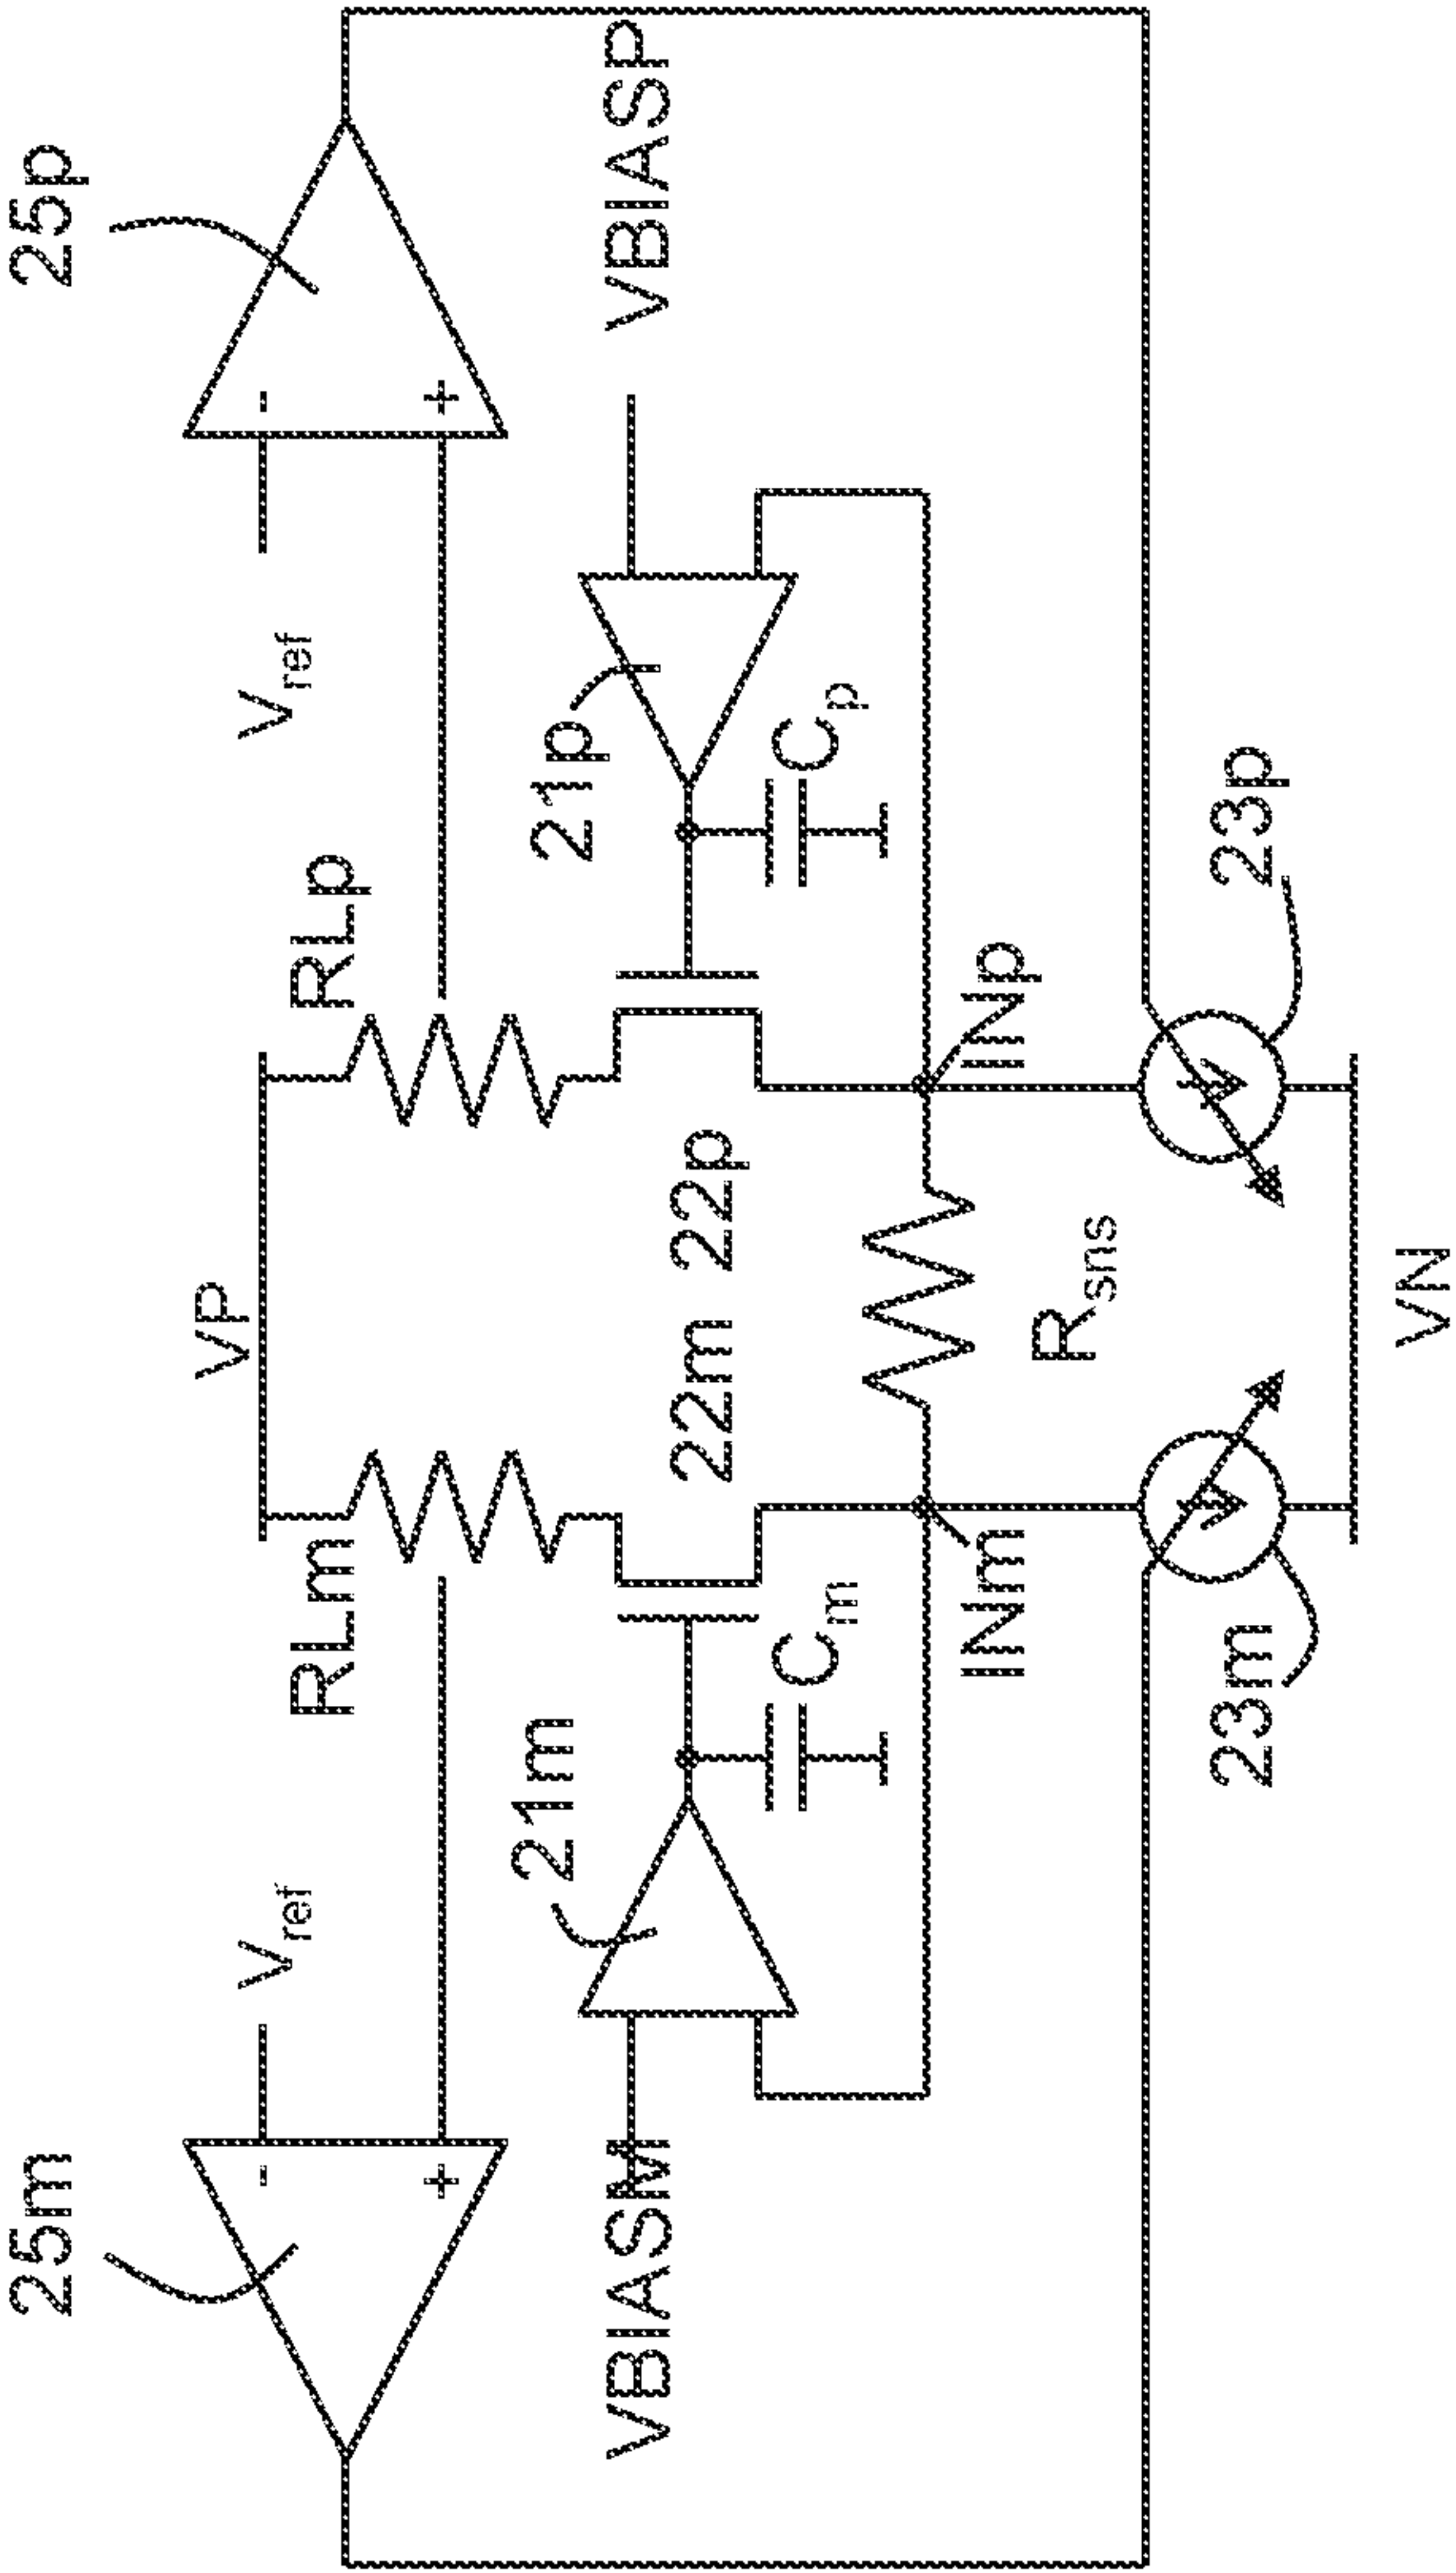 25m
25p
VP
Vref
Vref
RLm
RLp
21m
21p
VBIASM
VBIASP
22m 22p
Cm
Cp
INm
INp
Rsns
23m
23p
VN
- +
- +